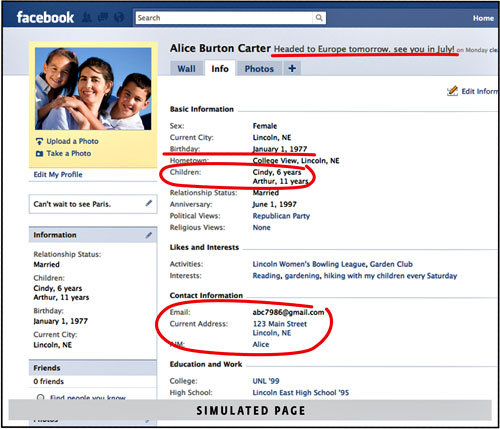 facebook
Search
Home
Alice Burton Carter Headed to Europe tomorrow. see you in July! on Monday
Wall Info Photos +
Edit
Upload a Photo
Take a Photo
Edit My Profile
Can't wait to see Paris.
Information
Relationship Status:
Married
Children:
Cindy, 6 years
Arthur, 11 years
Birthday:
January 1, 1977
Current City:
Lincoln, NE
Friends
0 friends
Find people you know
Photos
Basic Information
Sex: Female
Current City: Lincoln, NE
Birthday: January 1, 1977
Hometown: College View, Lincoln, NE
Children: Cindy, 6 years
Arthur, 11 years
Relationship Status: Married
Anniversary: June 1, 1997
Political Views: Republican Party
Religious Views: None
Likes and Interests
Activities: Lincoln Women's Bowling League, Garden Club
Interests: Reading, gardening, hiking with my children every Saturday
Contact Information
Email: abc7986@gmail.com
Current Address: 123 Main Street
Lincoln, NE
AIM: Alice
Education and Work
College: UNL '99
High School: Lincoln East High School '95
SIMULATED PAGE